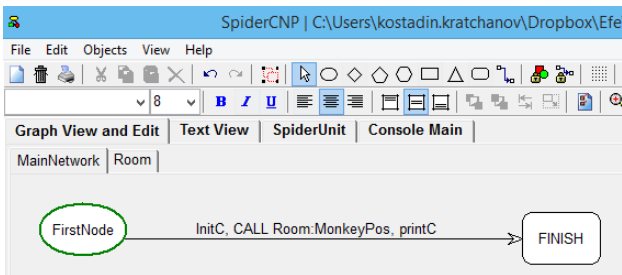 SpiderCNP | C:\Users\kostadin.kratchanov\Dropbox\Efe
File Edit Objects View Help
8 B I U
Graph View and Edit Text View SpiderUnit Console Main
MainNetwork Room
FirstNode InitC, CALL Room:MonkeyPos, printC FINISH